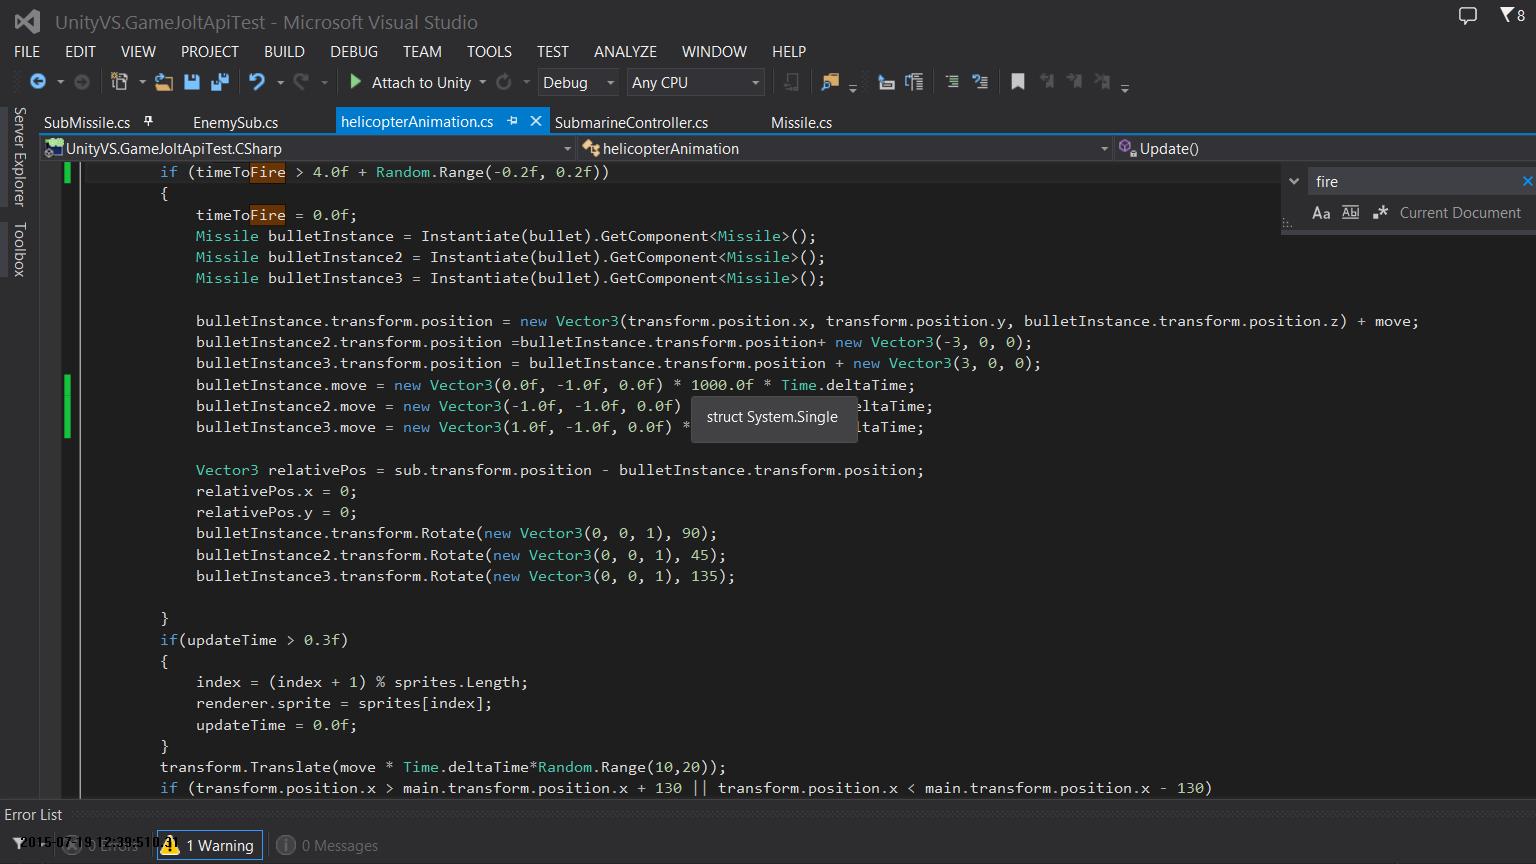 UnityVS.GameJoltApiTest - Microsoft Visual Studio
8
FILE EDIT VIEW PROJECT BUILD DEBUG TEAM TOOLS TEST ANALYZE WINDOW HELP
Attach to Unity Debug Any CPU
Server Explorer
Toolbox
SubMissile.cs EnemySub.cs helicopterAnimation.cs SubmarineController.cs Missile.cs
UnityVS.GameJoltApiTest.CSharp helicopterAnimation Update()
fire
Aa Abl Current Document
if (timeToFire > 4.0f + Random.Range(-0.2f, 0.2f))
{
timeToFire = 0.0f;
Missile bulletInstance = Instantiate(bullet).GetComponent<Missile>();
Missile bulletInstance2 = Instantiate(bullet).GetComponent<Missile>();
Missile bulletInstance3 = Instantiate(bullet).GetComponent<Missile>();
bulletInstance.transform.position = new Vector3(transform.position.x, transform.position.y, bulletInstance.transform.position.z) + move;
bulletInstance2.transform.position =bulletInstance.transform.position+ new Vector3(-3, 0, 0);
bulletInstance3.transform.position = bulletInstance.transform.position + new Vector3(3, 0, 0);
bulletInstance.move = new Vector3(0.0f, -1.0f, 0.0f) * 1000.0f * Time.deltaTime;
bulletInstance2.move = new Vector3(-1.0f, -1.0f, 0.0f) eltaTime;
struct System.Single
bulletInstance3.move = new Vector3(1.0f, -1.0f, 0.0f) * ltaTime;
Vector3 relativePos = sub.transform.position - bulletInstance.transform.position;
relativePos.x = 0;
relativePos.y = 0;
bulletInstance.transform.Rotate(new Vector3(0, 0, 1), 90);
bulletInstance2.transform.Rotate(new Vector3(0, 0, 1), 45);
bulletInstance3.transform.Rotate(new Vector3(0, 0, 1), 135);
}
if(updateTime > 0.3f)
{
index = (index + 1) % sprites.Length;
renderer.sprite = sprites[index];
updateTime = 0.0f;
}
transform.Translate(move * Time.deltaTime*Random.Range(10,20));
if (transform.position.x > main.transform.position.x + 130 || transform.position.x < main.transform.position.x - 130)
Error List
0 Errors 1 Warning 0 Messages